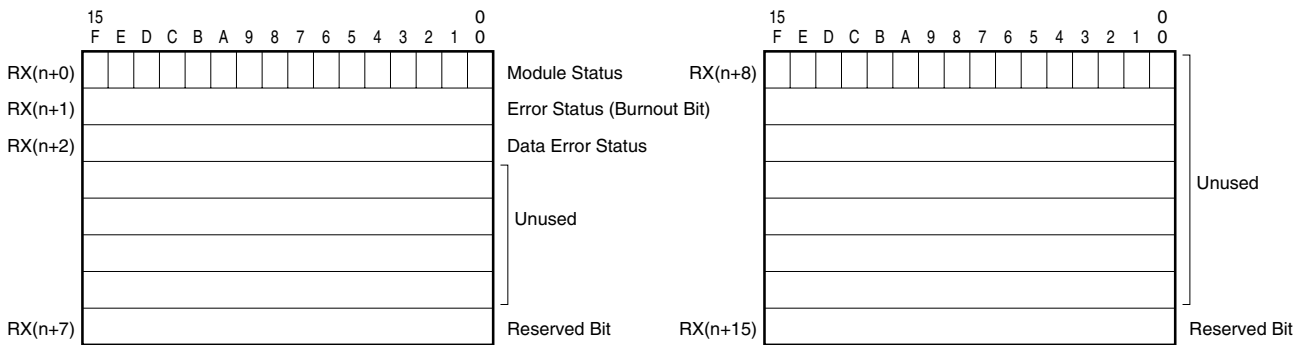 15 0
F E D C B A 9 8 7 6 5 4 3 2 1 0
RX(n+0) Module Status
RX(n+1) Error Status (Burnout Bit)
RX(n+2) Data Error Status
Unused
RX(n+7) Reserved Bit
15 0
F E D C B A 9 8 7 6 5 4 3 2 1 0
RX(n+8)
Unused
RX(n+15) Reserved Bit